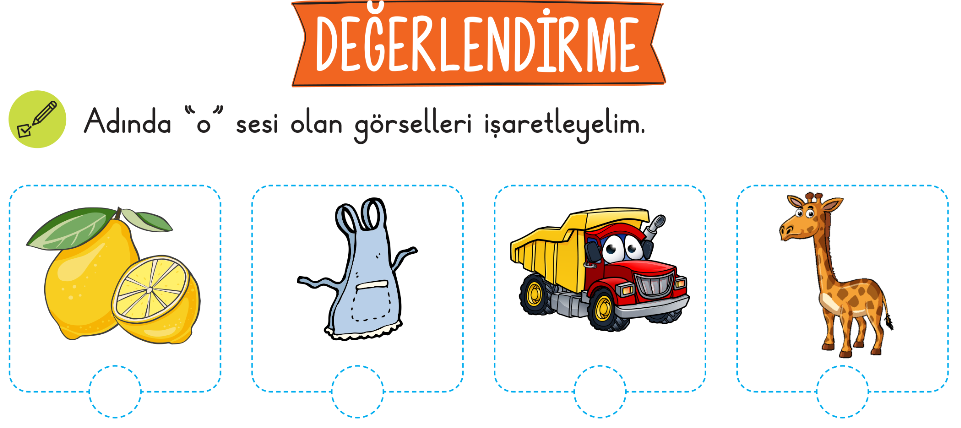 DEĞERLENDİRME
Adında “o” sesi olan görselleri işaretleyelim.